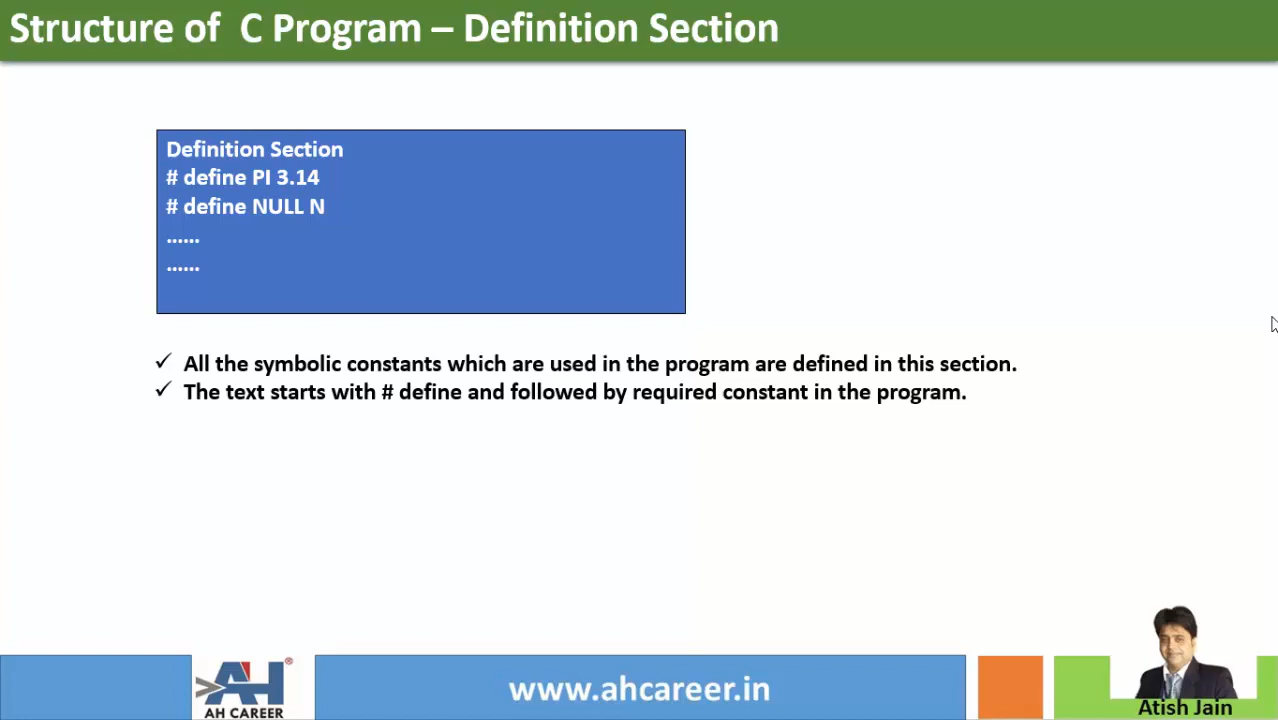 Structure of  C Program – Definition Section
Definition Section
# define PI 3.14
# define NULL N
……
……
✓ All the symbolic constants which are used in the program are defined in this section.
✓ The text starts with # define and followed by required constant in the program.
AH®
AH CAREER
www.ahcareer.in
Atish Jain